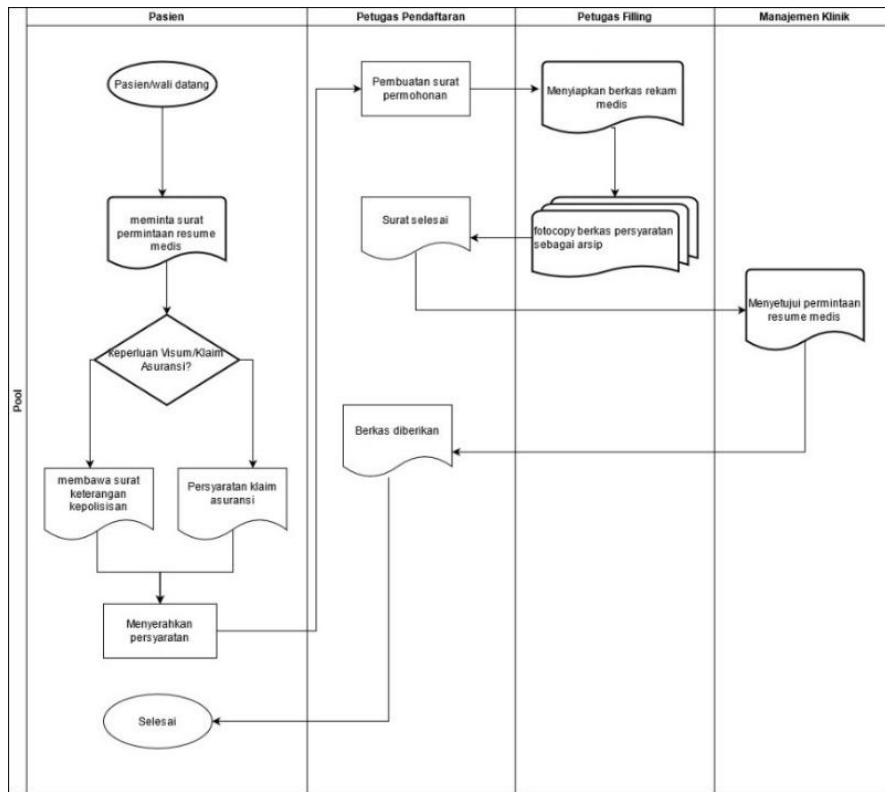 Pasien
Petugas Pendaftaran
Petugas Filling
Manajemen Klinik
Pool
Pasien/wali datang
meminta surat
permintaan resume
medis
keperluan Visum/Klaim
Asuransi?
membawa surat
keterangan
kepolisisan
Persyaratan klaim
asuransi
Menyerahkan
persyaratan
Selesai
Pembuatan surat
permohonan
Surat selesai
Berkas diberikan
Menyiapkan berkas rekam
medis
fotocopy berkas persyaratan
sebagai arsip
Menyetujui permintaan
resume medis